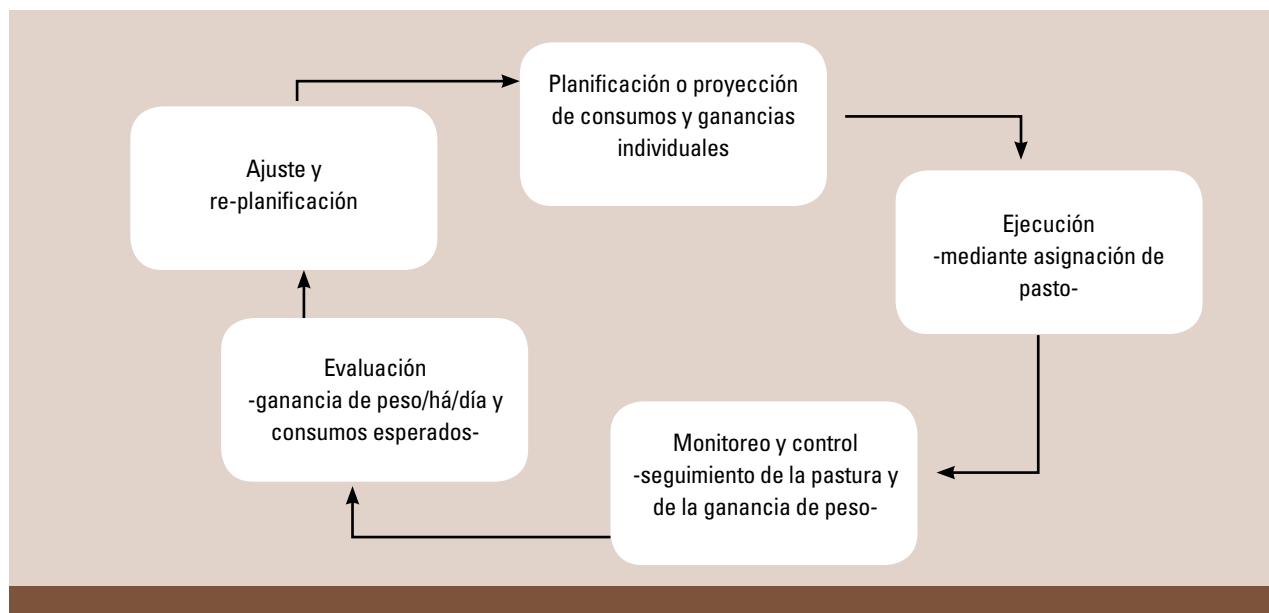 Planificación o proyección
de consumos y ganancias
individuales
Ejecución
-mediante asignación de
pasto-
Monitoreo y control
-seguimiento de la pastura y
de la ganancia de peso-
Evaluación
-ganancia de peso/há/día y
consumos esperados-
Ajuste y
re-planificación